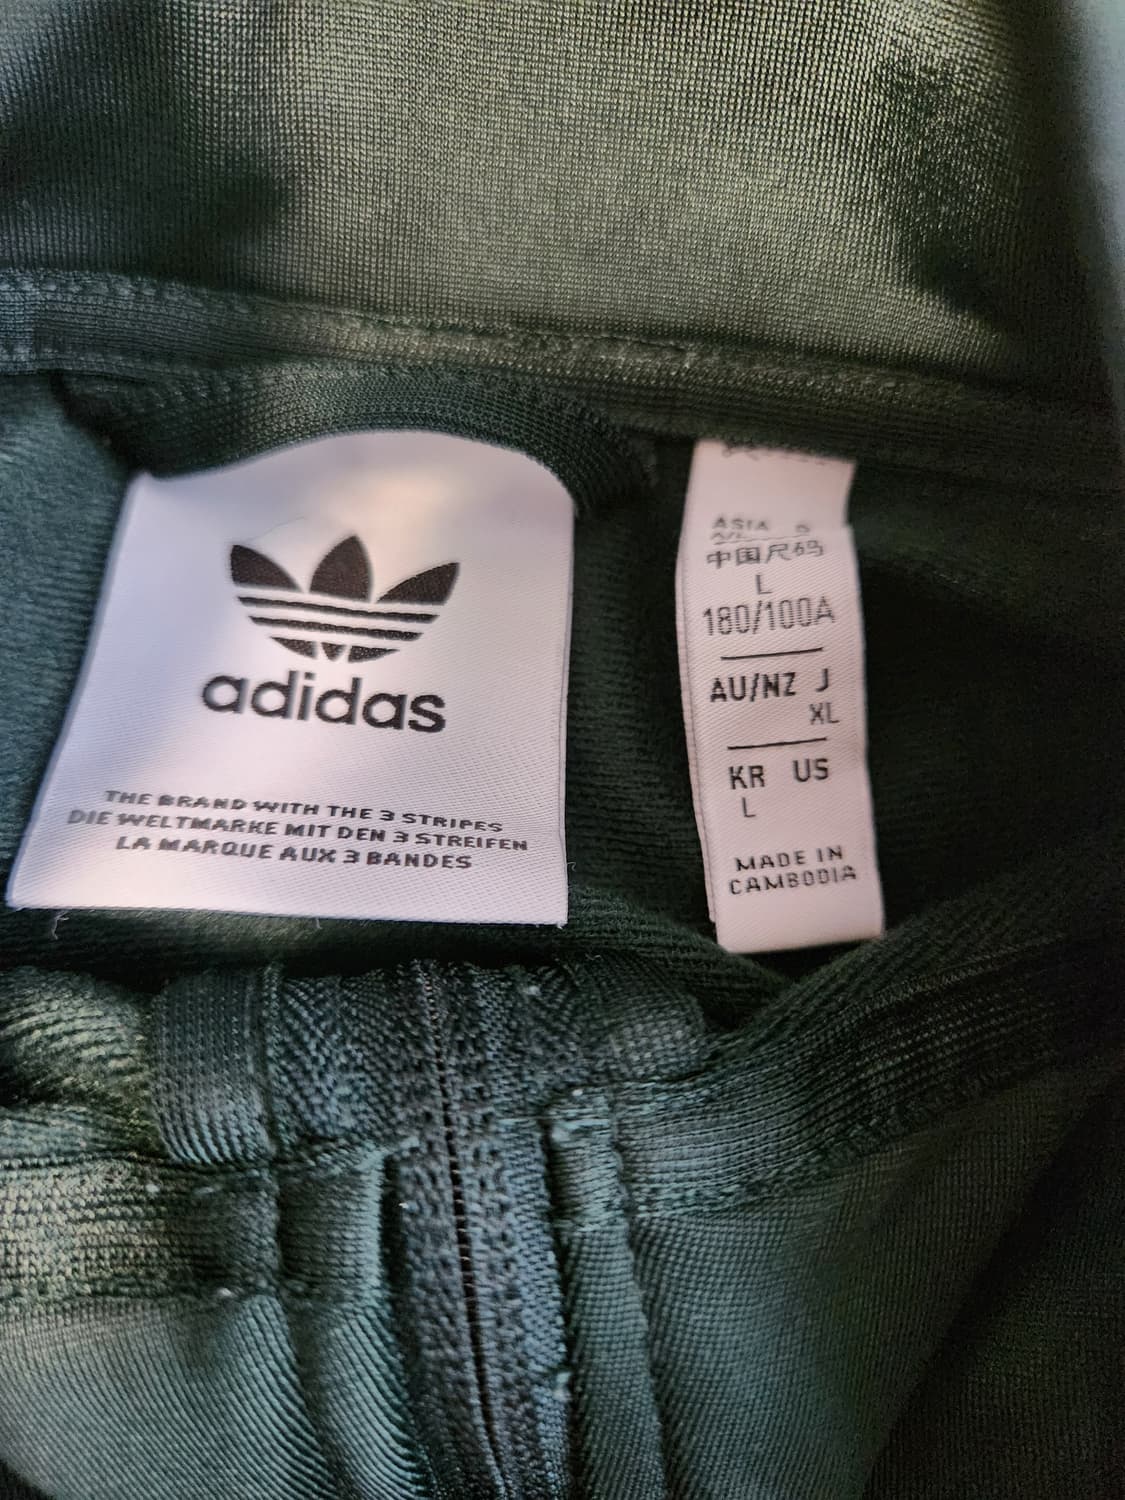 adidas
THE BRAND WITH THE 3 STRIPES
DIE WELTMARKE MIT DEN 3 STREIFEN
LA MARQUE AUX 3 BANDES
ASIA
中国尺码
L
180/100A
AU/NZ J
XL
KR US
L
MADE IN
CAMBODIA